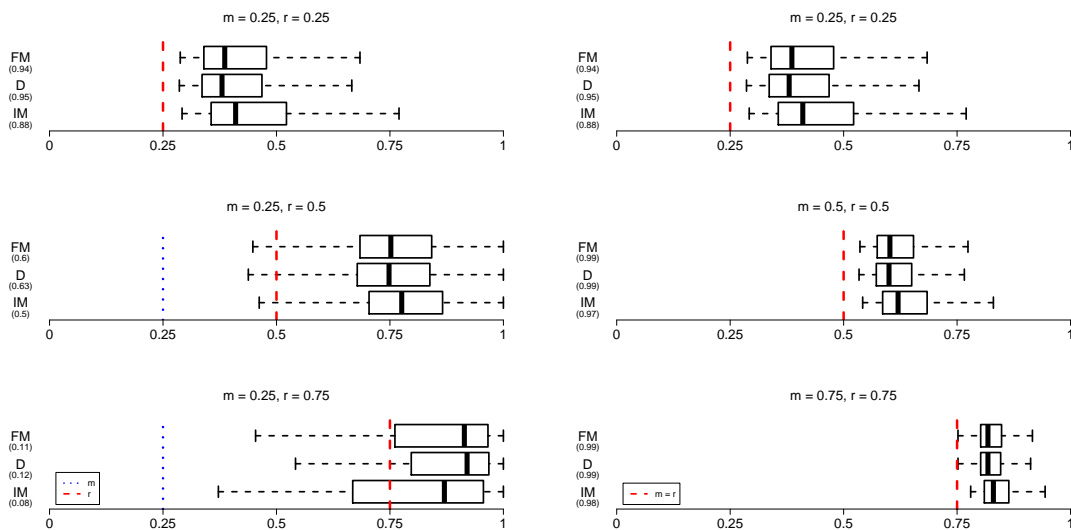 m = 0.25, r = 0.25
FM
(0.94)
D
(0.95)
IM
(0.88)
0 0.25 0.5 0.75 1
m = 0.25, r = 0.25
FM
(0.94)
D
(0.95)
IM
(0.88)
0 0.25 0.5 0.75 1
m = 0.25, r = 0.5
FM
(0.6)
D
(0.63)
IM
(0.5)
0 0.25 0.5 0.75 1
m = 0.5, r = 0.5
FM
(0.99)
D
(0.99)
IM
(0.97)
0 0.25 0.5 0.75 1
m = 0.25, r = 0.75
FM
(0.11)
D
(0.12)
IM
(0.08)
m
r
0 0.25 0.5 0.75 1
m = 0.75, r = 0.75
FM
(0.99)
D
(0.99)
IM
(0.98)
m = r
0 0.25 0.5 0.75 1